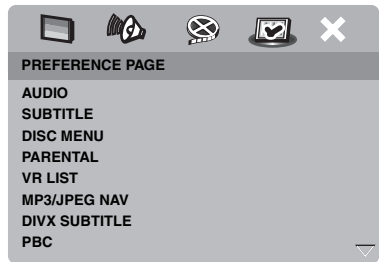 PREFERENCE PAGE
AUDIO
SUBTITLE
DISC MENU
PARENTAL
VR LIST
MP3/JPEG NAV
DIVX SUBTITLE
PBC